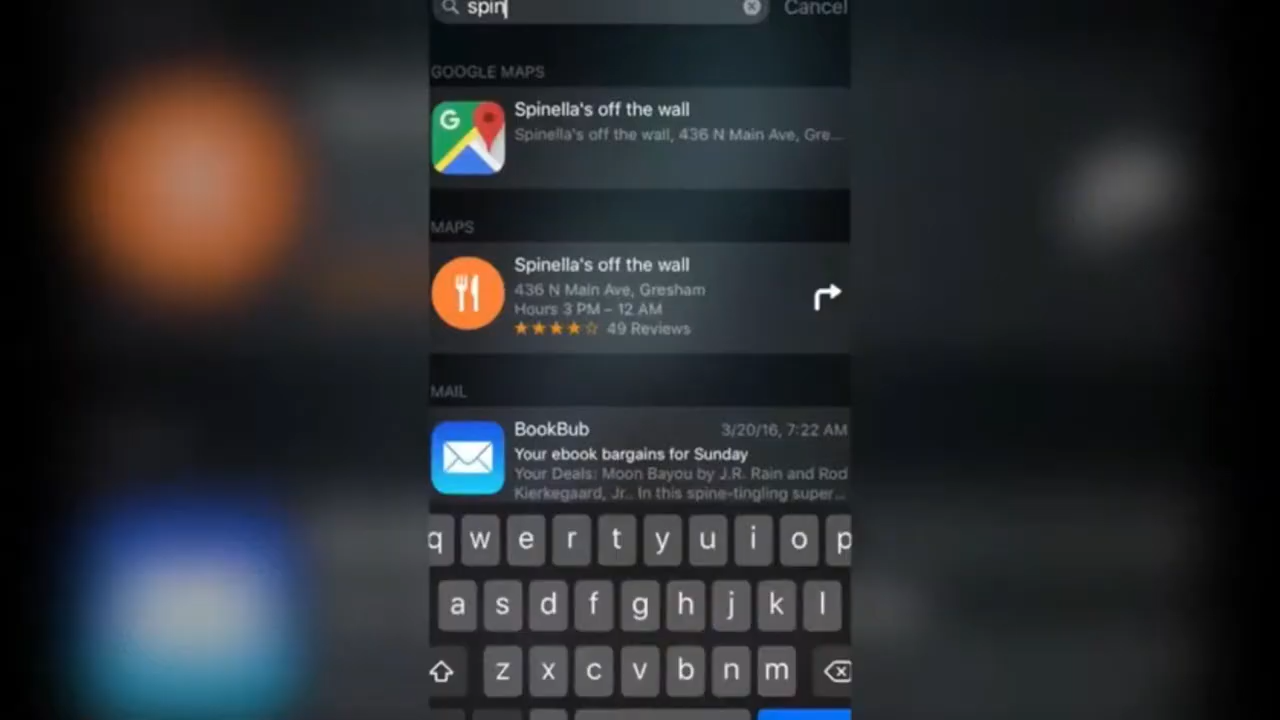 spin
Cancel
GOOGLE MAPS
G
Spinella's off the wall
Spinella's off the wall, 436 N Main Ave, Gre...
MAPS
Spinella's off the wall
436 N Main Ave, Gresham
Hours 3 PM – 12 AM
49 Reviews
MAIL
BookBub 3/20/16, 7:22 AM
Your ebook bargains for Sunday
Your Deals: Moon Bayou by J.R. Rain and Rod
Kierkegaard, Jr.. In this spine-tingling super...
q w e r t y u i o p
a s d f g h j k l
z x c v b n m